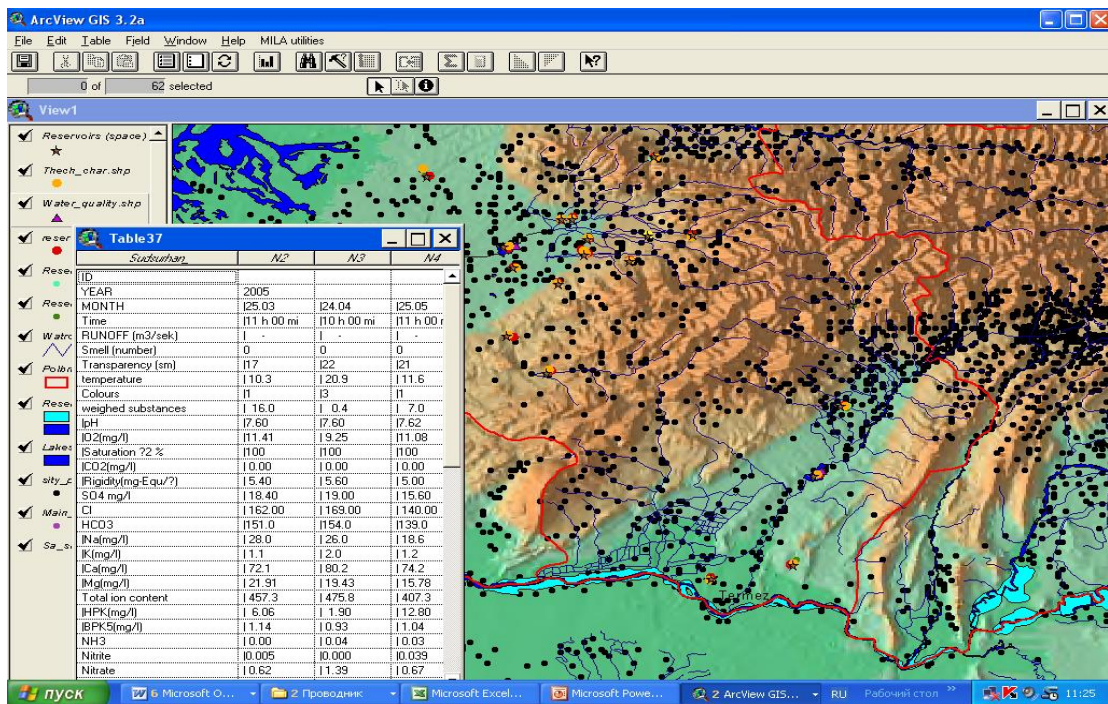 ArcView GIS 3.2a
File Edit Table Field Window Help MILA utilities
0 of 62 selected
View1
Reservoirs (space)
Thech_char.shp
Water_quality.shp
reser
Rese
Rese
Watro
Polbn
Rese
Lakes
sity_p
Main_
Sa_s
Table37
Sudsurhan_ N2 N3 N4
ID
YEAR 2005
MONTH |25.03 |24.04 |25.05
Time |11 h 00 mi |10 h 00 mi |11 h 00 r
RUNOFF (m3/sek) | - | - | -
Smell (number) 0 0 0
Transparency (sm) |17 |22 |21
temperature | 10.3 | 20.9 | 11.6
Colours |1 |3 |1
weighed substances | 16.0 | 0.4 | 7.0
|pH |7.60 |7.60 |7.62
|O2(mg/l) |11.41 | 9.25 |11.08
|Saturation ?2 % |100 |100 |100
|CO2(mg/l) | 0.00 | 0.00 | 0.00
|Rigidity(mg-Equ/?) | 5.40 | 5.60 | 5.00
SO4 mg/l | 18.40 | 19.00 | 15.60
Cl |162.00 |169.00 |140.00
HCO3 |151.0 |154.0 |139.0
|Na(mg/l) | 28.0 | 26.0 | 18.6
|K(mg/l) | 1.1 | 2.0 | 1.2
|Ca(mg/l) | 72.1 | 80.2 | 74.2
|Mg(mg/l) | 21.91 | 19.43 | 15.78
Total ion content | 457.3 | 475.8 | 407.3
|HPK(mg/l) | 6.06 | 1.90 | 12.80
|BPK5(mg/l) | 1.14 | 0.93 | 1.04
NH3 | 0.00 | 0.04 | 0.03
Nitrite |0.005 |0.000 |0.039
Nitrate | 0.62 | 1.39 | 0.67
Termez
пуск 6 Microsoft O... 2 Проводник Microsoft Excel... Microsoft Powe... 2 ArcView GIS... RU Рабочий стол » 11:25